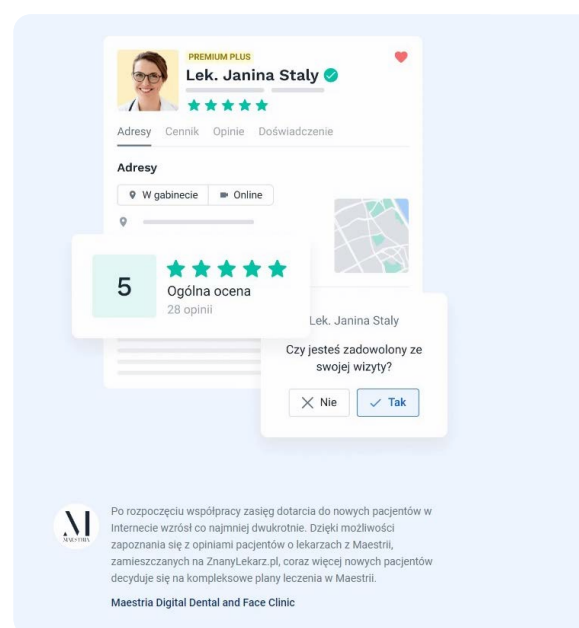 PREMIUM PLUS
Lek. Janina Staly
Adresy Cennik Opinie Doświadczenie
Adresy
W gabinecie Online
5
Ogólna ocena
28 opinii
Lek. Janina Staly
Czy jesteś zadowolony ze
swojej wizyty?
Nie Tak
MAESTRIA
Po rozpoczęciu współpracy zasięg dotarcia do nowych pacjentów w
Internecie wzrósł co najmniej dwukrotnie. Dzięki możliwości
zapoznania się z opiniami pacjentów o lekarzach z Maestrii,
zamieszczanych na ZnanyLekarz.pl, coraz więcej nowych pacjentów
decyduje się na kompleksowe plany leczenia w Maestrii.
Maestria Digital Dental and Face Clinic